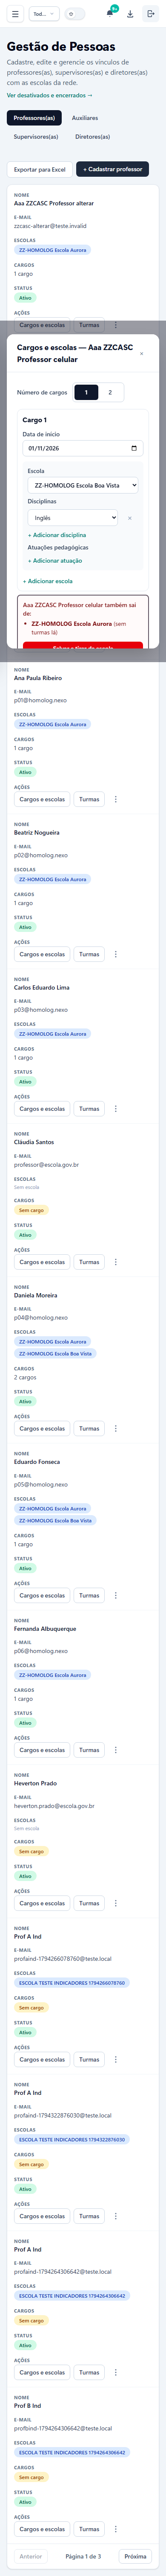 Tod...
9+
Gestão de Pessoas
Cadastre, edite e gerencie os vínculos de
professores(as), supervisores(as) e diretores(as)
com as escolas da rede.
Ver desativados e encerrados →
Professores(as)
Auxiliares
Supervisores(as)
Diretores(as)
Exportar para Excel
+ Cadastrar professor
NOME
Aaa ZZCASC Professor alterar
E-MAIL
zzcasc-alterar@teste.invalid
ESCOLAS
ZZ-HOMOLOG Escola Boa Vista
CARGOS
1 cargo
STATUS
Ativo
AÇÕES
Cargos e escolas
Turmas
Cargos e escolas — Aaa ZZCASC
Professor celular
×
Número de cargos
1
2
Cargo 1
Data de início
01/11/2026
Escola
ZZ-HOMOLOG Escola Boa Vista
Disciplinas
Inglês
×
+ Adicionar disciplina
Atuações pedagógicas
+ Adicionar atuação
+ Adicionar escola
Aaa ZZCASC Professor celular também sai
de:
• ZZ-HOMOLOG Escola Aurora (sem
turmas lá)
Salvar e tirar da escola
NOME
Ana Paula Ribeiro
E-MAIL
p01@homolog.nexo
ESCOLAS
ZZ-HOMOLOG Escola Aurora
CARGOS
1 cargo
STATUS
Ativo
AÇÕES
Cargos e escolas
Turmas
NOME
Beatriz Nogueira
E-MAIL
p02@homolog.nexo
ESCOLAS
ZZ-HOMOLOG Escola Aurora
CARGOS
1 cargo
STATUS
Ativo
AÇÕES
Cargos e escolas
Turmas
NOME
Carlos Eduardo Lima
E-MAIL
p03@homolog.nexo
ESCOLAS
ZZ-HOMOLOG Escola Aurora
CARGOS
1 cargo
STATUS
Ativo
AÇÕES
Cargos e escolas
Turmas
NOME
Cláudia Santos
E-MAIL
professor@escola.gov.br
ESCOLAS
Sem escola
CARGOS
Sem cargo
STATUS
Ativo
AÇÕES
Cargos e escolas
Turmas
NOME
Daniela Moreira
E-MAIL
p04@homolog.nexo
ESCOLAS
ZZ-HOMOLOG Escola Aurora
ZZ-HOMOLOG Escola Boa Vista
CARGOS
2 cargos
STATUS
Ativo
AÇÕES
Cargos e escolas
Turmas
NOME
Eduardo Fonseca
E-MAIL
p05@homolog.nexo
ESCOLAS
ZZ-HOMOLOG Escola Aurora
ZZ-HOMOLOG Escola Boa Vista
CARGOS
1 cargo
STATUS
Ativo
AÇÕES
Cargos e escolas
Turmas
NOME
Fernanda Albuquerque
E-MAIL
p06@homolog.nexo
ESCOLAS
ZZ-HOMOLOG Escola Aurora
CARGOS
1 cargo
STATUS
Ativo
AÇÕES
Cargos e escolas
Turmas
NOME
Heverton Prado
E-MAIL
heverton.prado@escola.gov.br
ESCOLAS
Sem escola
CARGOS
Sem cargo
STATUS
Ativo
AÇÕES
Cargos e escolas
Turmas
NOME
Prof A Ind
E-MAIL
profaind-1794266078760@teste.local
ESCOLAS
ESCOLA TESTE INDICADORES 1794266078760
CARGOS
Sem cargo
STATUS
Ativo
AÇÕES
Cargos e escolas
Turmas
NOME
Prof A Ind
E-MAIL
profaind-1794322876030@teste.local
ESCOLAS
ESCOLA TESTE INDICADORES 1794322876030
CARGOS
Sem cargo
STATUS
Ativo
AÇÕES
Cargos e escolas
Turmas
NOME
Prof A Ind
E-MAIL
profaind-1794264306642@teste.local
ESCOLAS
ESCOLA TESTE INDICADORES 1794264306642
CARGOS
Sem cargo
STATUS
Ativo
AÇÕES
Cargos e escolas
Turmas
NOME
Prof B Ind
E-MAIL
profbind-1794264306642@teste.local
ESCOLAS
ESCOLA TESTE INDICADORES 1794264306642
CARGOS
Sem cargo
STATUS
Ativo
AÇÕES
Cargos e escolas
Turmas
Anterior
Página 1 de 3
Próxima